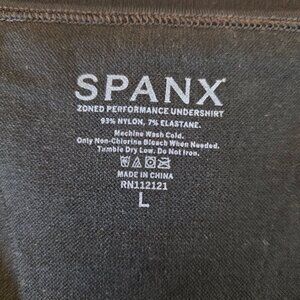 SPANX®
ZONED PERFORMANCE UNDERSHIRT
93% NYLON, 7% ELASTANE.
Machine Wash Cold.
Only Non-Chlorine Bleach When Needed.
Tumble Dry Low. Do Not Iron.
MADE IN CHINA
RN112121
L